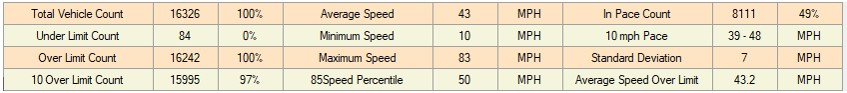 Total Vehicle Count 16326 100% Average Speed 43 MPH In Pace Count 8111 49%
Under Limit Count 84 0% Minimum Speed 10 MPH 10 mph Pace 39 - 48 MPH
Over Limit Count 16242 100% Maximum Speed 83 MPH Standard Deviation 7 MPH
10 Over Limit Count 15995 97% 85Speed Percentile 50 MPH Average Speed Over Limit 43.2 MPH